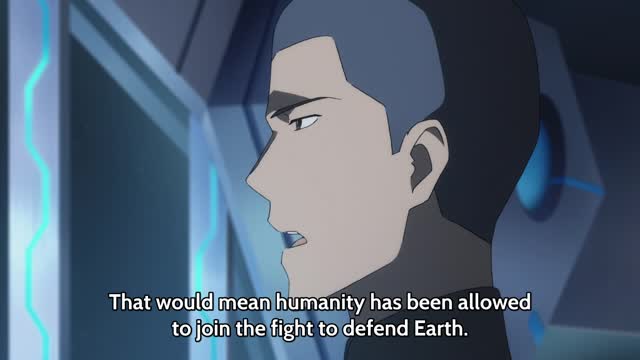 That would mean humanity has been allowed
to join the fight to defend Earth.